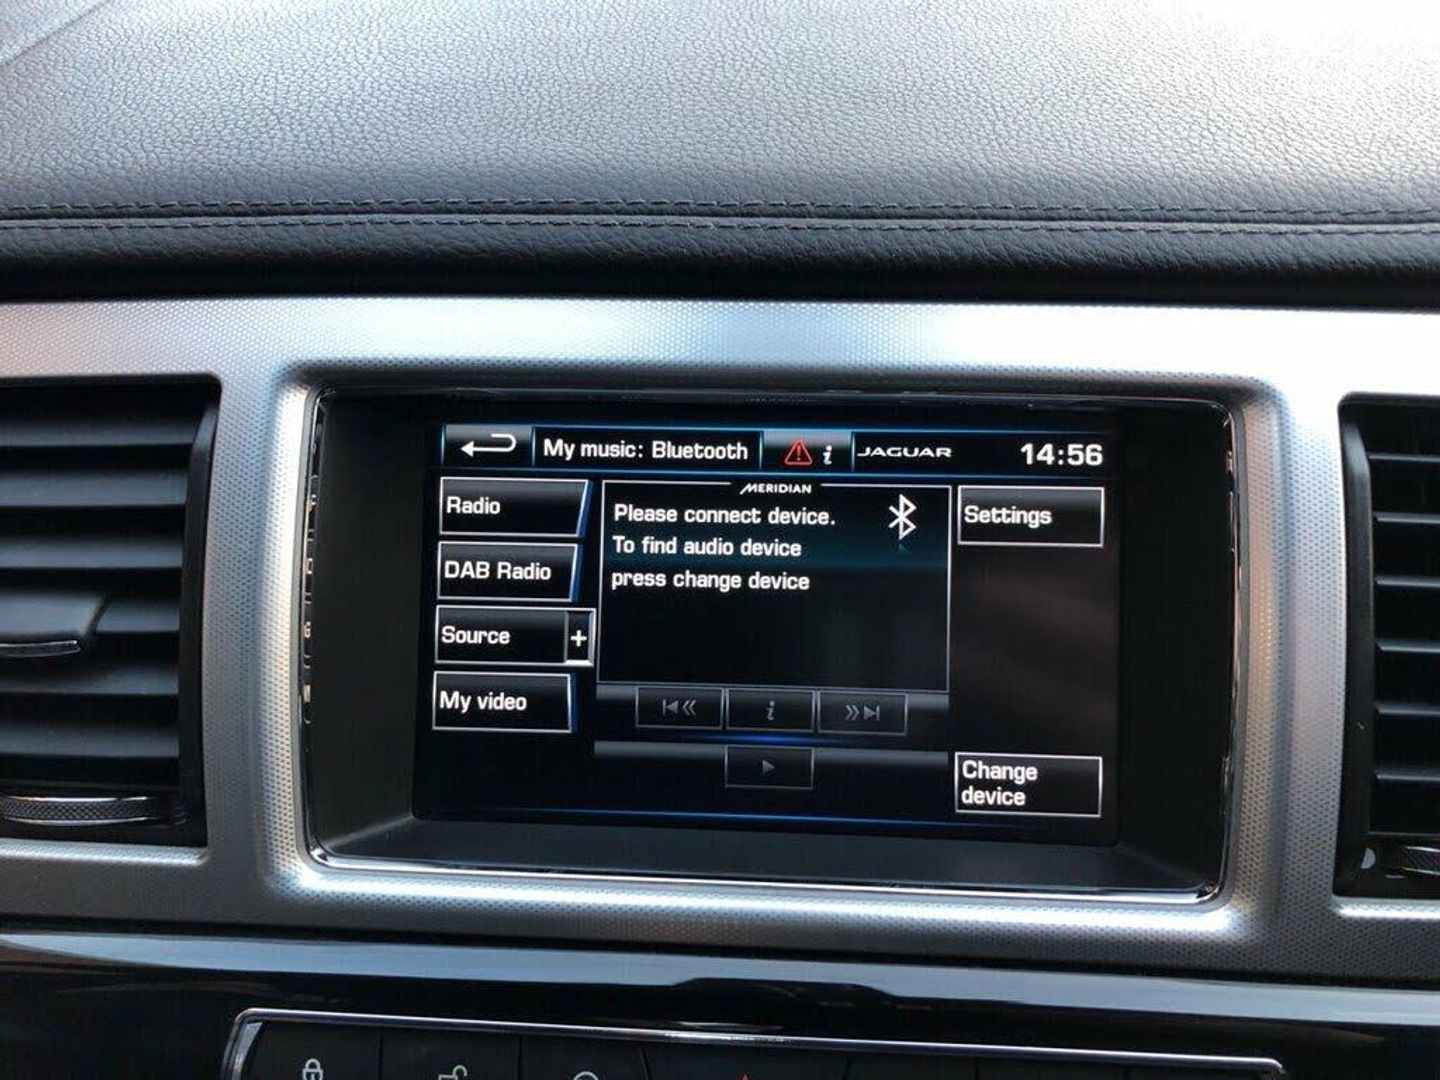 My music: Bluetooth
i
JAGUAR
14:56
Radio
DAB Radio
Source +
My video
MERIDIAN
Please connect device.
To find audio device
press change device
i
Settings
Change
device